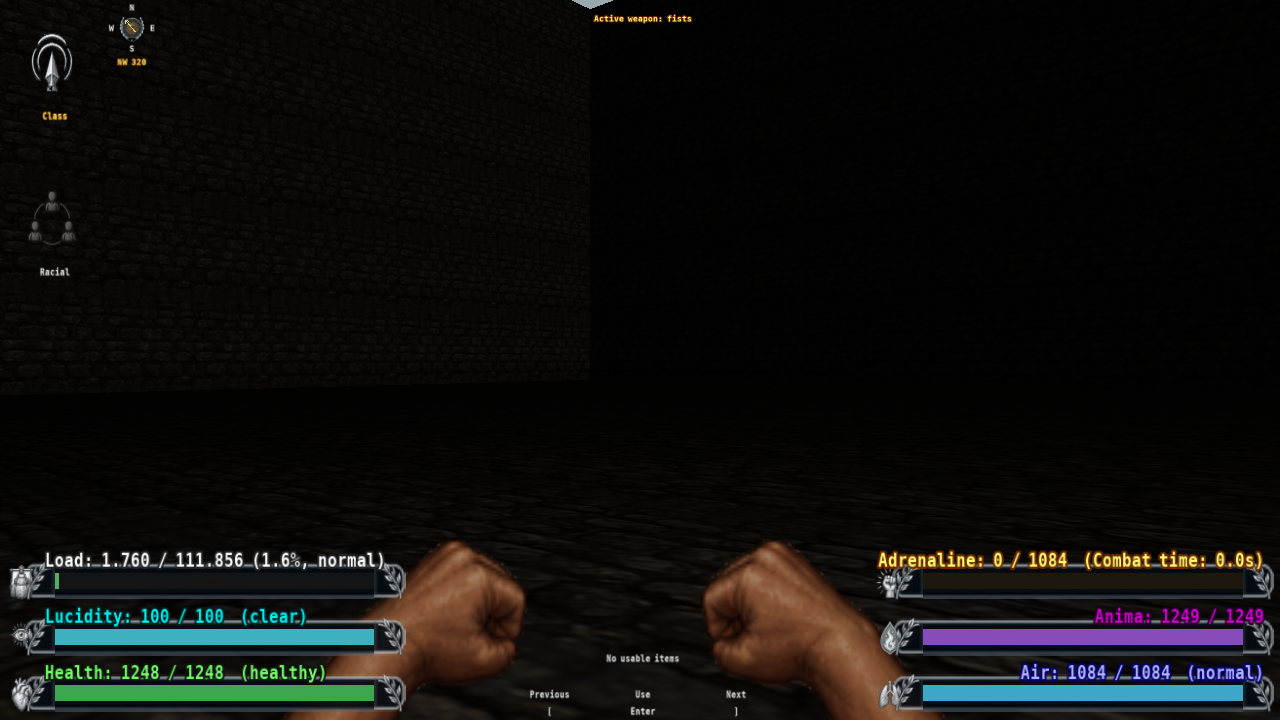 N
W E
S
NW 320
Active weapon: fists
Class
Racial
Load: 1.760 / 111.856 (1.6%, normal)
Lucidity: 100 / 100 (clear)
Health: 1248 / 1248 (healthy)
Adrenaline: 0 / 1084 (Combat time: 0.0s)
Anima: 1249 / 1249
Air: 1084 / 1084 (normal)
No usable items
Previous Use Next
[ Enter ]